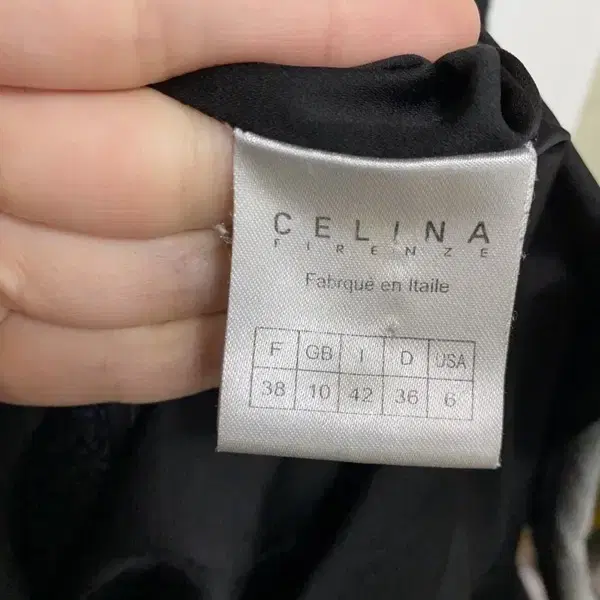 CELINA
FIRENZE
Fabrqué en Itaile
F GB I D USA
38 10 42 36 6